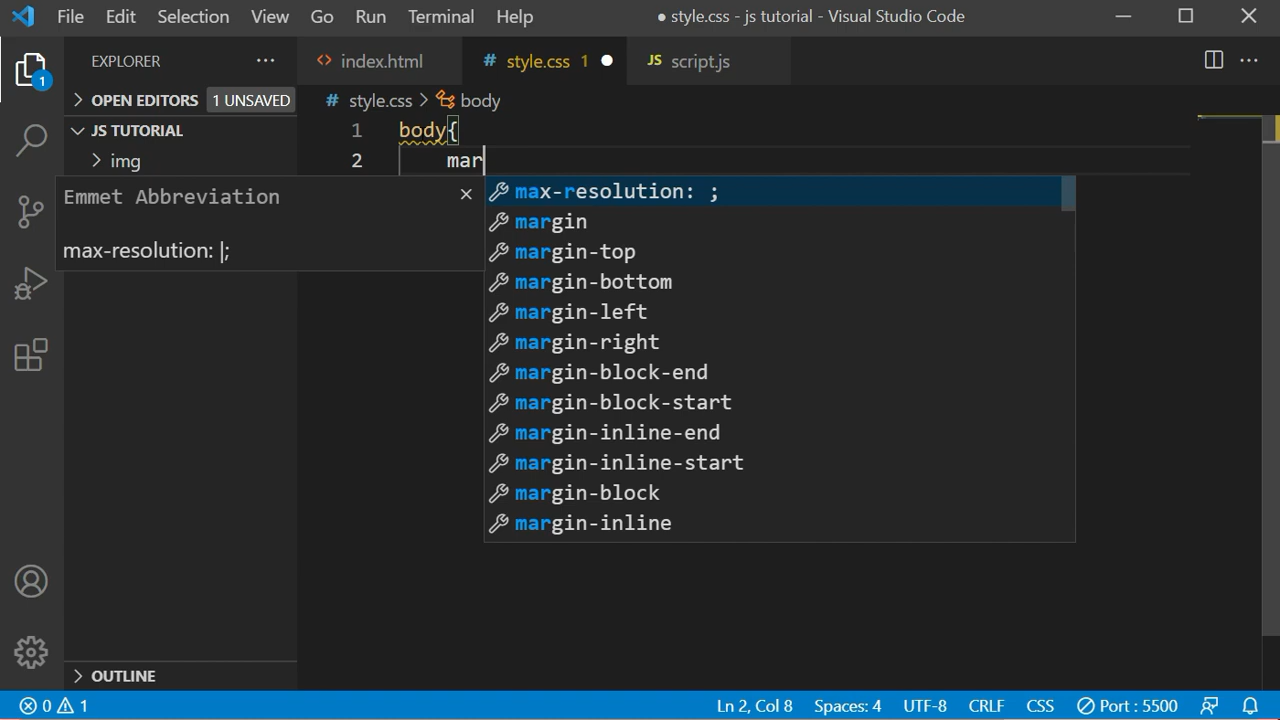 File Edit Selection View Go Run Terminal Help ● style.css - js tutorial - Visual Studio Code
EXPLORER ··· <> index.html # style.css 1 ● JS script.js ···
OPEN EDITORS 1 UNSAVED # style.css > body
JS TUTORIAL 1 body{
img 2 mar
1
Emmet Abbreviation ×
max-resolution: |;
max-resolution: ;
margin
margin-top
margin-bottom
margin-left
margin-right
margin-block-end
margin-block-start
margin-inline-end
margin-inline-start
margin-block
margin-inline
OUTLINE
0 1 Ln 2, Col 8 Spaces: 4 UTF-8 CRLF CSS Port : 5500